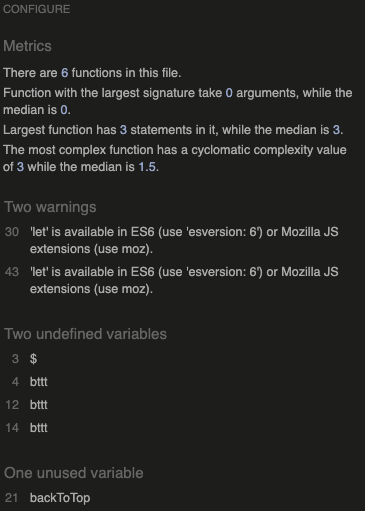 CONFIGURE
Metrics
There are 6 functions in this file.
Function with the largest signature take 0 arguments, while the
median is 0.
Largest function has 3 statements in it, while the median is 3.
The most complex function has a cyclomatic complexity value
of 3 while the median is 1.5.
Two warnings
30 'let' is available in ES6 (use 'esversion: 6') or Mozilla JS
extensions (use moz).
43 'let' is available in ES6 (use 'esversion: 6') or Mozilla JS
extensions (use moz).
Two undefined variables
3 $
4 bttt
12 bttt
14 bttt
One unused variable
21 backToTop